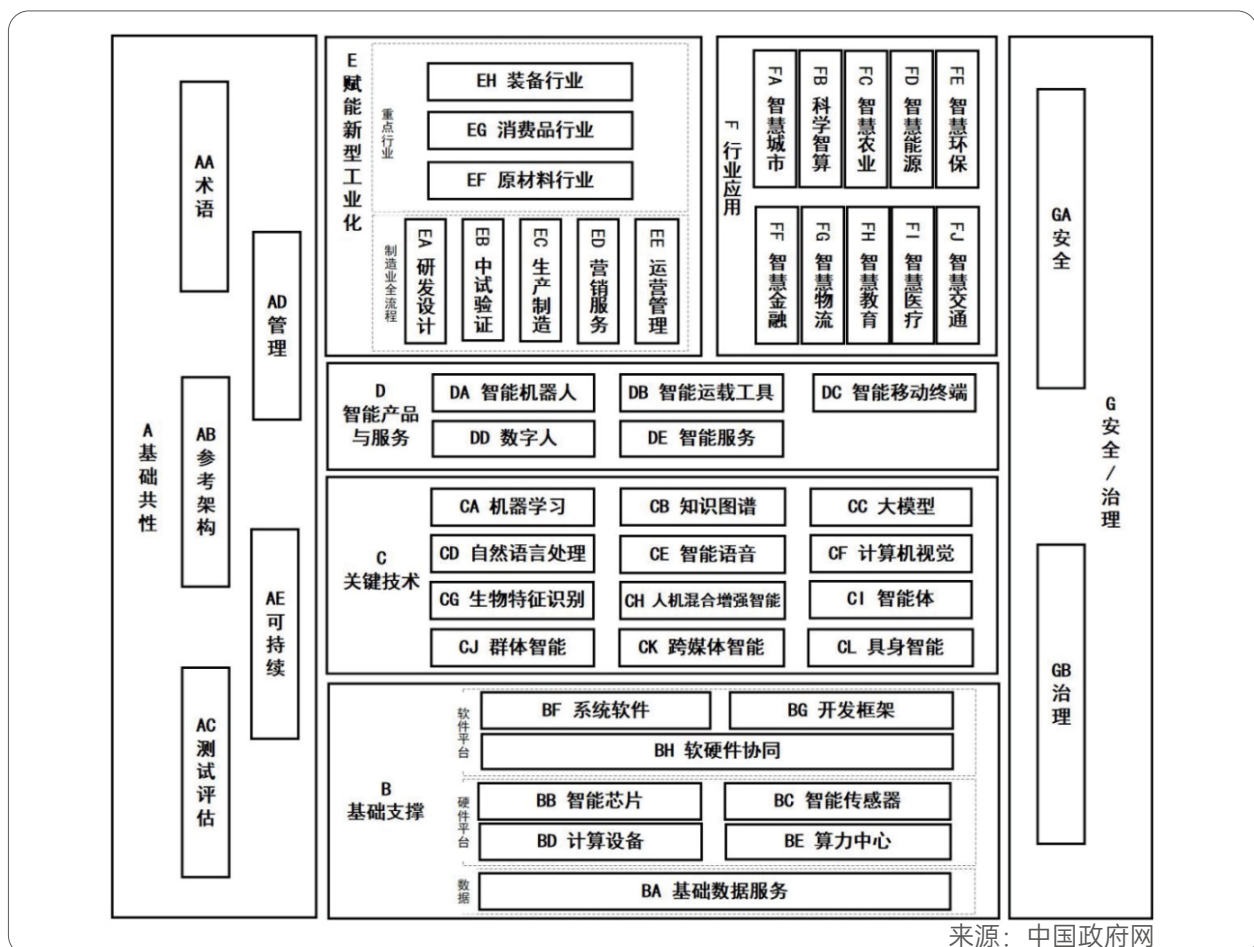 A 基础共性
AA 术语
AB 参考架构
AC 测试评估
AD 管理
AE 可持续
E 赋能新型工业化
重点行业
EH 装备行业
EG 消费品行业
EF 原材料行业
制造业全流程
EA 研发设计
EB 中试验证
EC 生产制造
ED 营销服务
EE 运营管理
F 行业应用
FA 智慧城市
FB 科学智算
FC 智慧农业
FD 智慧能源
FE 智慧环保
FF 智慧金融
FG 智慧物流
FH 智慧教育
FI 智慧医疗
FJ 智慧交通
D
智能产品
与服务
DA 智能机器人
DB 智能运载工具
DC 智能移动终端
DD 数字人
DE 智能服务
C
关键技术
CA 机器学习
CB 知识图谱
CC 大模型
CD 自然语言处理
CE 智能语音
CF 计算机视觉
CG 生物特征识别
CH 人机混合增强智能
CI 智能体
CJ 群体智能
CK 跨媒体智能
CL 具身智能
B
基础支撑
软件平台
BF 系统软件
BG 开发框架
BH 软硬件协同
硬件平台
BB 智能芯片
BC 智能传感器
BD 计算设备
BE 算力中心
数据
BA 基础数据服务
GA 安全
GB 治理
G 安全/治理
来源：中国政府网